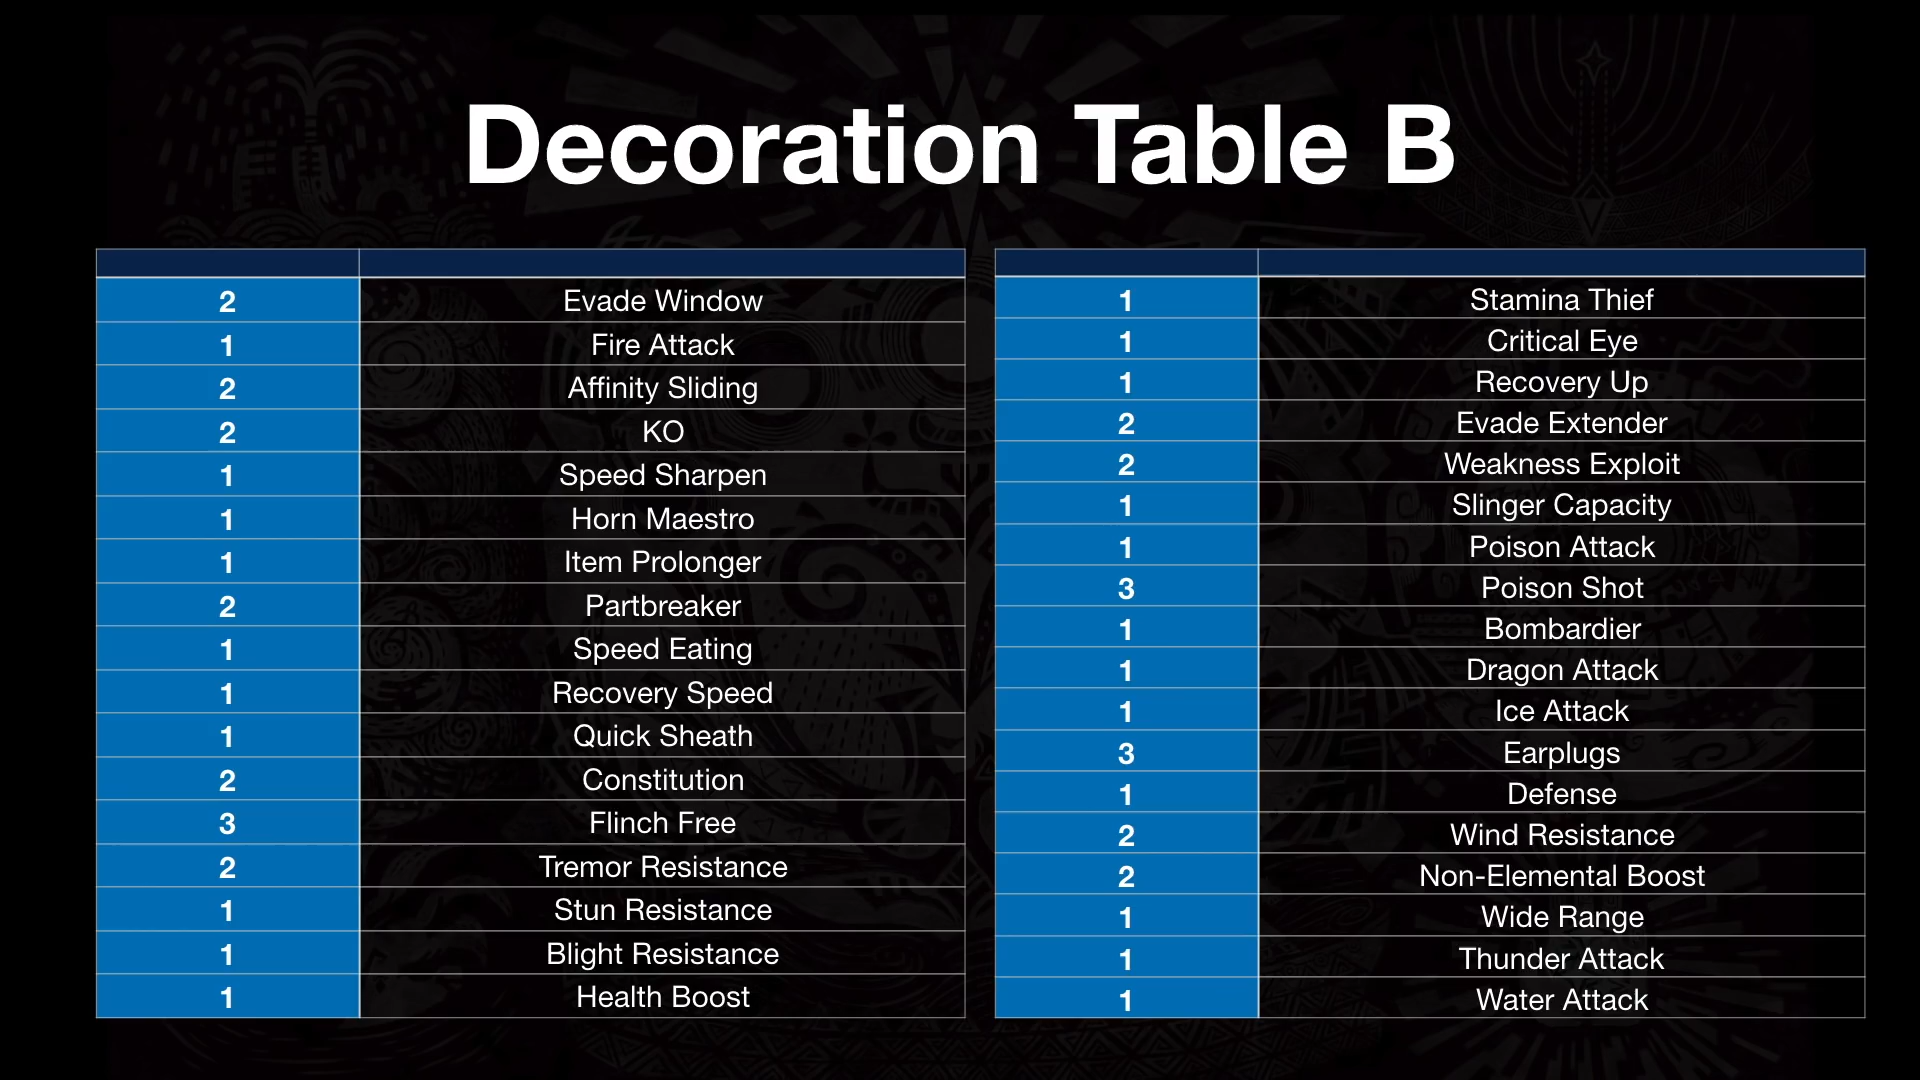 Decoration Table B
2 Evade Window
1 Fire Attack
2 Affinity Sliding
2 KO
1 Speed Sharpen
1 Horn Maestro
1 Item Prolonger
2 Partbreaker
1 Speed Eating
1 Recovery Speed
1 Quick Sheath
2 Constitution
3 Flinch Free
2 Tremor Resistance
1 Stun Resistance
1 Blight Resistance
1 Health Boost
1 Stamina Thief
1 Critical Eye
1 Recovery Up
2 Evade Extender
2 Weakness Exploit
1 Slinger Capacity
1 Poison Attack
3 Poison Shot
1 Bombardier
1 Dragon Attack
1 Ice Attack
3 Earplugs
1 Defense
2 Wind Resistance
2 Non-Elemental Boost
1 Wide Range
1 Thunder Attack
1 Water Attack